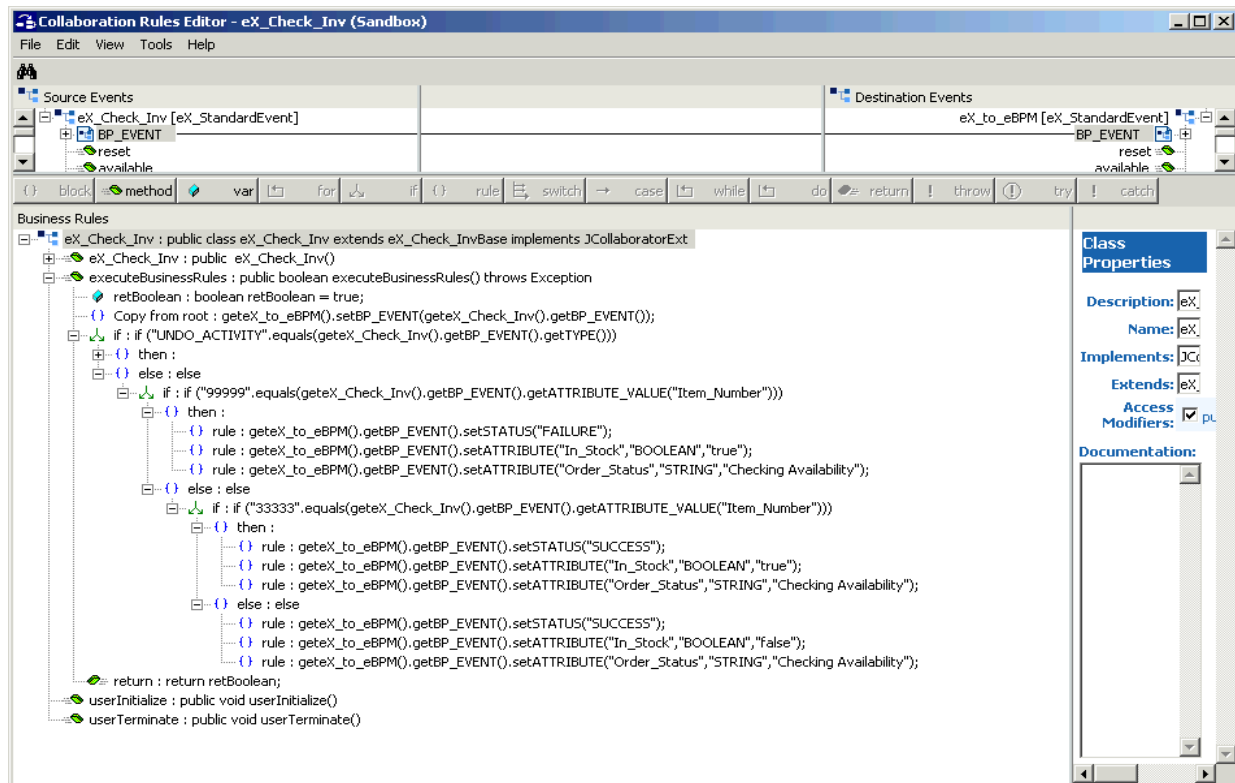 Collaboration Rules Editor - eX_Check_Inv (Sandbox)
File Edit View Tools Help
Source Events
Destination Events
eX_Check_Inv [eX_StandardEvent]
eX_to_eBPM [eX_StandardEvent]
BP_EVENT
BP_EVENT
reset
reset
available
available
{} block method var for if {} rule switch case while do return ! throw try ! catch
Business Rules
eX_Check_Inv : public class eX_Check_Inv extends eX_Check_InvBase implements JCollaboratorExt
eX_Check_Inv : public eX_Check_Inv()
executeBusinessRules : public boolean executeBusinessRules() throws Exception
retBoolean : boolean retBoolean = true;
{} Copy from root : geteX_to_eBPM().setBP_EVENT(geteX_Check_Inv().getBP_EVENT());
if : if ("UNDO_ACTIVITY".equals(geteX_Check_Inv().getBP_EVENT().getTYPE()))
{} then :
{} else : else
if : if ("99999".equals(geteX_Check_Inv().getBP_EVENT().getATTRIBUTE_VALUE("Item_Number")))
{} then :
{} rule : geteX_to_eBPM().getBP_EVENT().setSTATUS("FAILURE");
{} rule : geteX_to_eBPM().getBP_EVENT().setATTRIBUTE("In_Stock","BOOLEAN","true");
{} rule : geteX_to_eBPM().getBP_EVENT().setATTRIBUTE("Order_Status","STRING","Checking Availability");
{} else : else
if : if ("33333".equals(geteX_Check_Inv().getBP_EVENT().getATTRIBUTE_VALUE("Item_Number")))
{} then :
{} rule : geteX_to_eBPM().getBP_EVENT().setSTATUS("SUCCESS");
{} rule : geteX_to_eBPM().getBP_EVENT().setATTRIBUTE("In_Stock","BOOLEAN","true");
{} rule : geteX_to_eBPM().getBP_EVENT().setATTRIBUTE("Order_Status","STRING","Checking Availability");
{} else : else
{} rule : geteX_to_eBPM().getBP_EVENT().setSTATUS("SUCCESS");
{} rule : geteX_to_eBPM().getBP_EVENT().setATTRIBUTE("In_Stock","BOOLEAN","false");
{} rule : geteX_to_eBPM().getBP_EVENT().setATTRIBUTE("Order_Status","STRING","Checking Availability");
return : return retBoolean;
userInitialize : public void userInitialize()
userTerminate : public void userTerminate()
Class
Properties
Description: eX_
Name: eX_
Implements: JCo
Extends: eX_
Access
Modifiers: pu
Documentation: